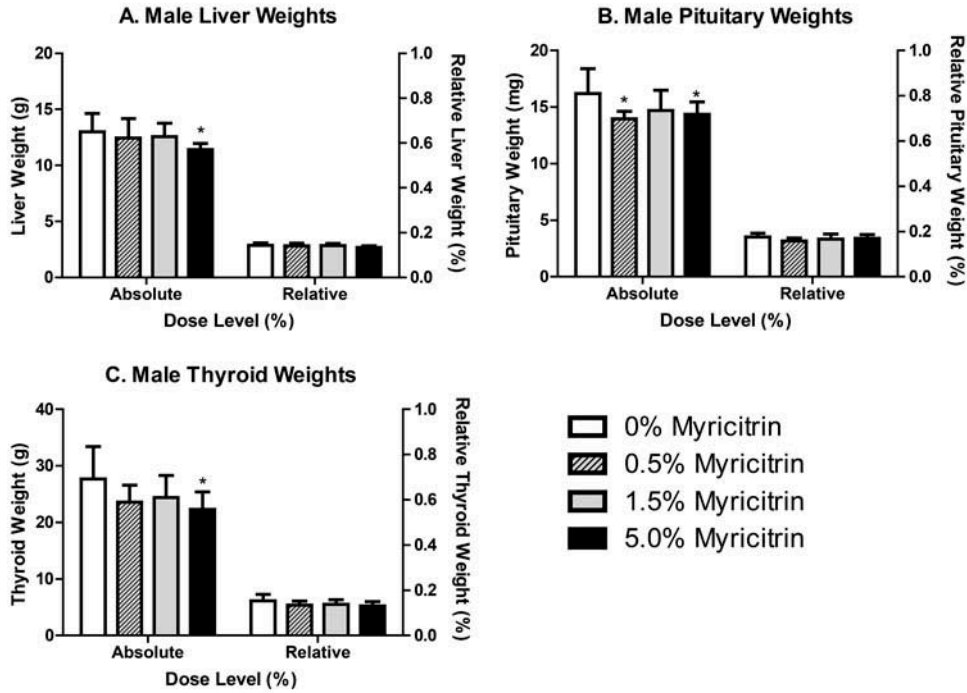 A. Male Liver Weights
Liver Weight (g)
20
15
10
5
0
*
1.0
0.8
0.6
0.4
0.2
0.0
Relative Liver Weight (%)
Absolute Relative
Dose Level (%)
B. Male Pituitary Weights
Pituitary Weight (mg)
20
15
10
5
0
* *
1.0
0.8
0.6
0.4
0.2
0.0
Relative Pituitary Weight (%)
Absolute Relative
Dose Level (%)
C. Male Thyroid Weights
Thyroid Weight (g)
40
30
20
10
0
*
1.0
0.8
0.6
0.4
0.2
0.0
Relative Thyroid Weight (%)
Absolute Relative
Dose Level (%)
0% Myricitrin
0.5% Myricitrin
1.5% Myricitrin
5.0% Myricitrin